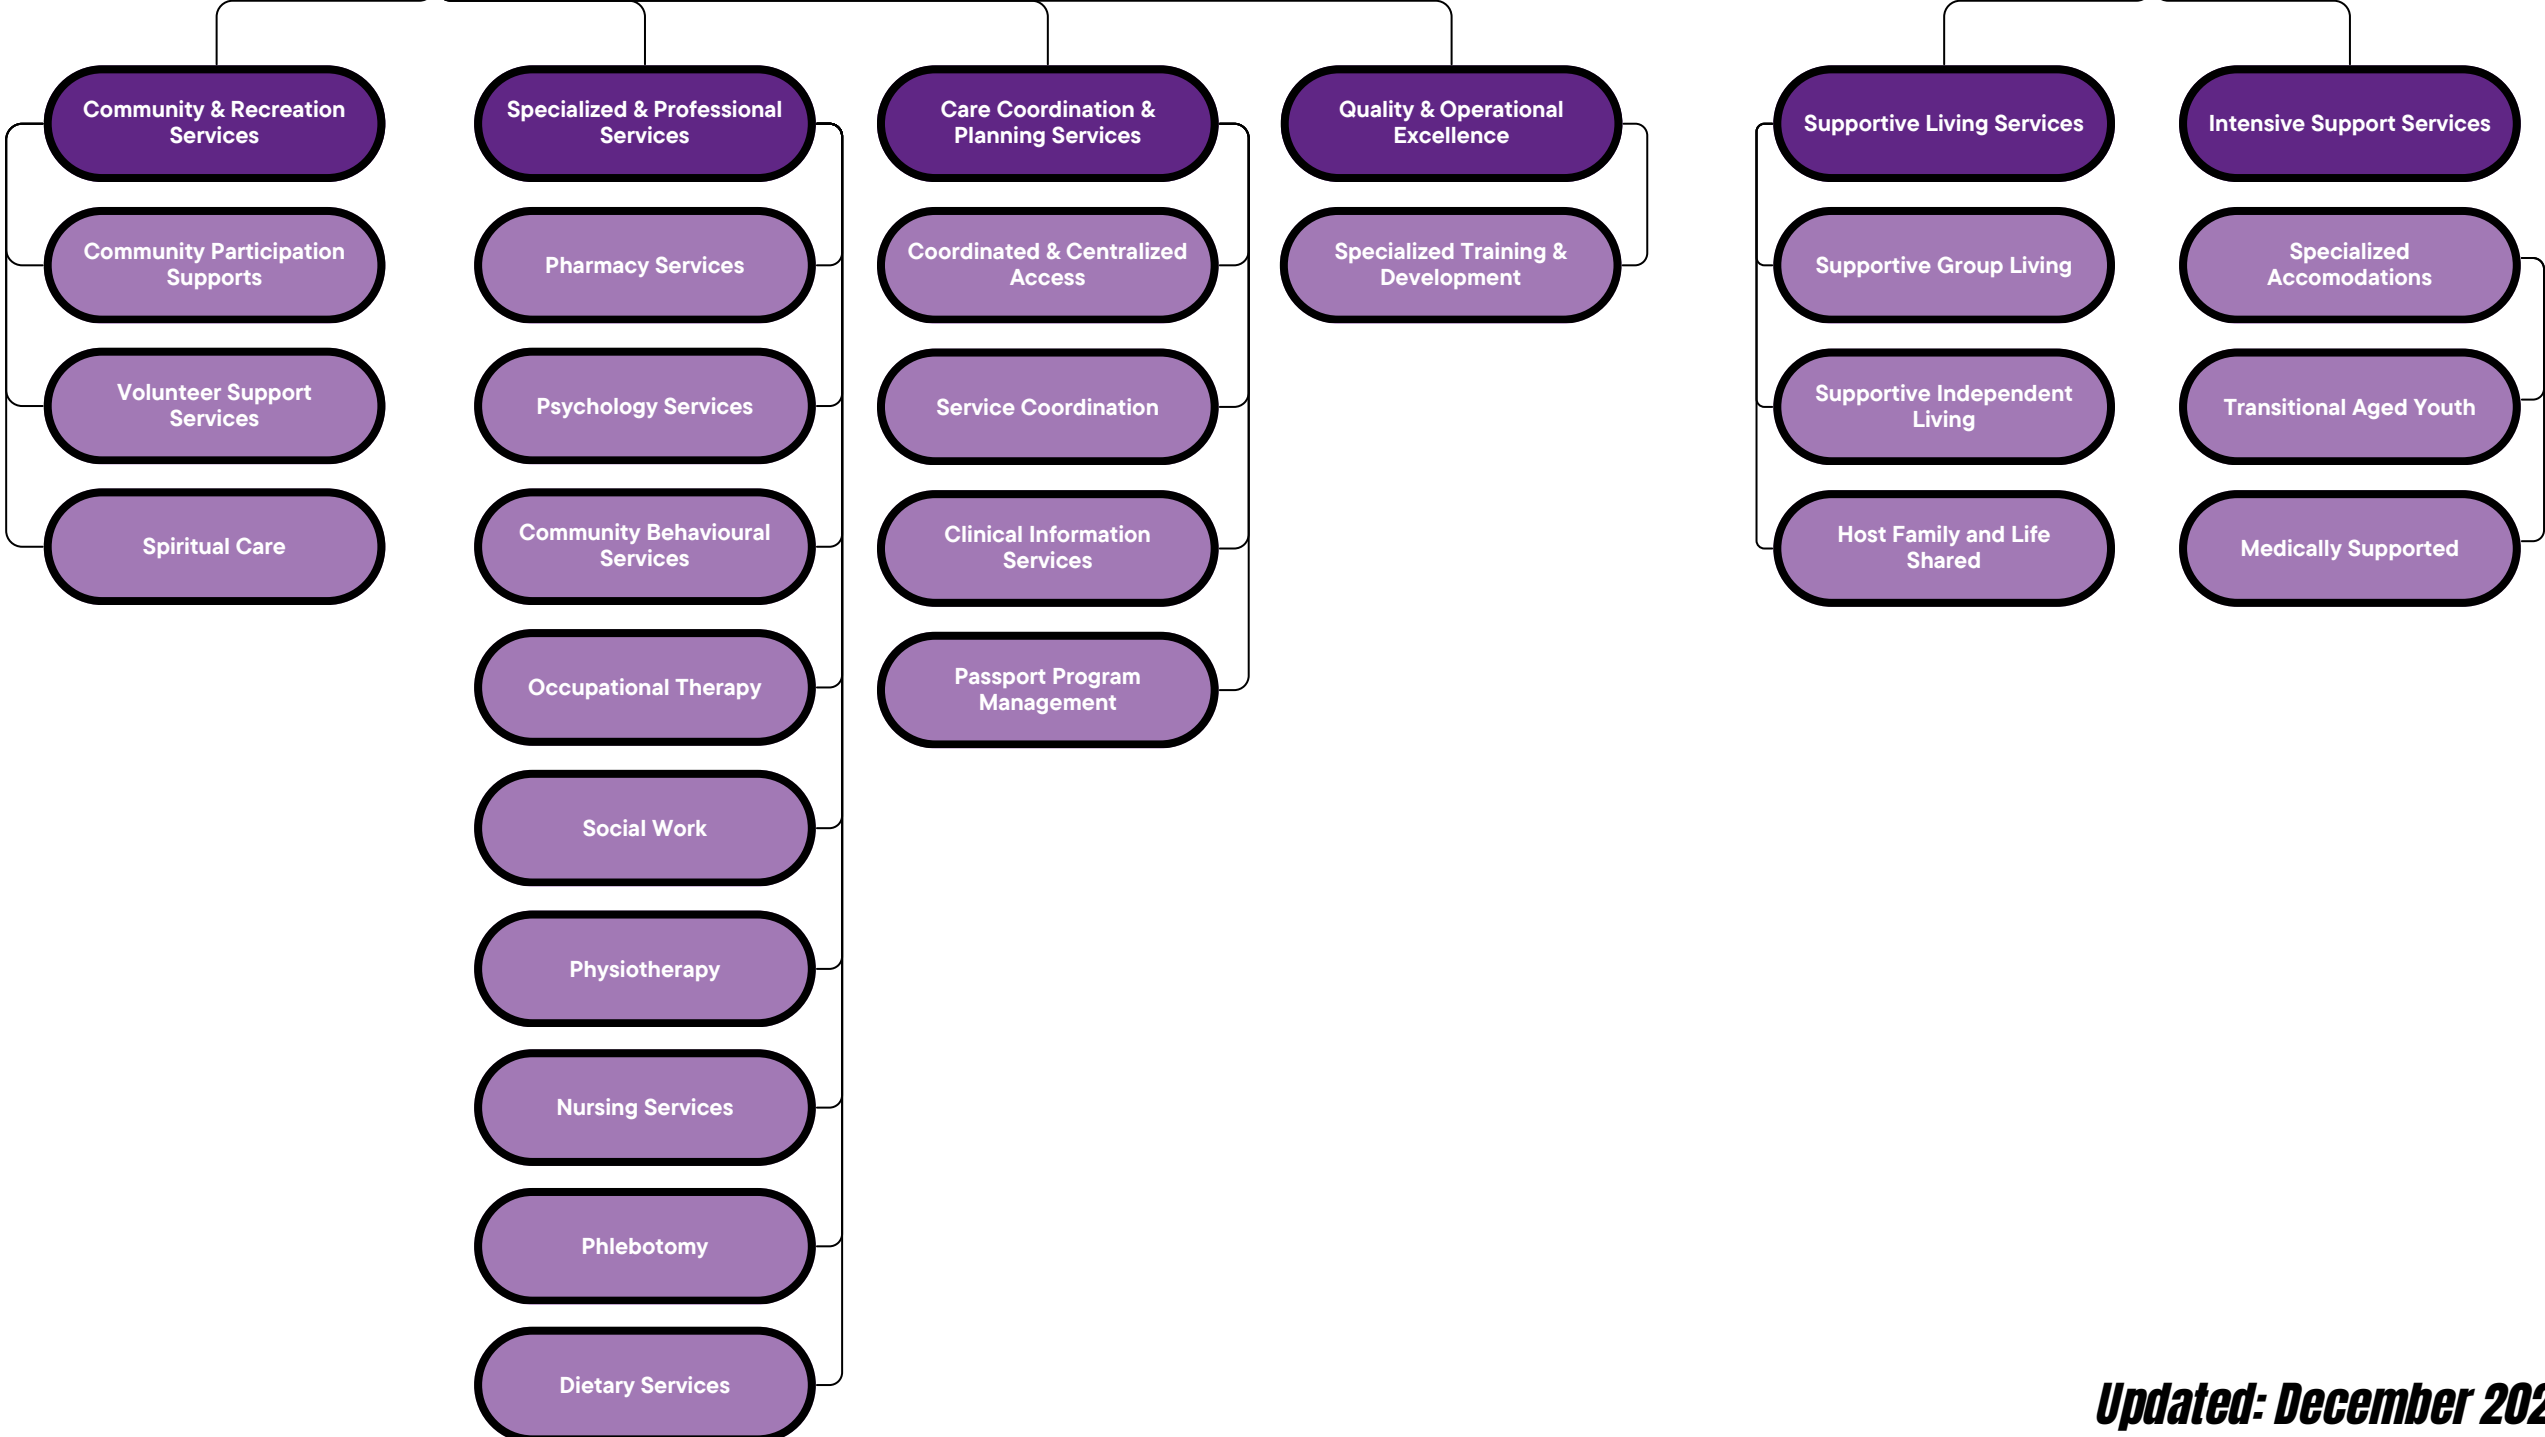 Community & Recreation
Services
Community Participation
Supports
Volunteer Support
Services
Spiritual Care
Specialized & Professional
Services
Pharmacy Services
Psychology Services
Community Behavioural
Services
Occupational Therapy
Social Work
Physiotherapy
Nursing Services
Phlebotomy
Dietary Services
Care Coordination &
Planning Services
Coordinated & Centralized
Access
Service Coordination
Clinical Information
Services
Passport Program
Management
Quality & Operational
Excellence
Specialized Training &
Development
Supportive Living Services
Supportive Group Living
Supportive Independent
Living
Host Family and Life
Shared
Intensive Support Services
Specialized
Accomodations
Transitional Aged Youth
Medically Supported
Updated: December